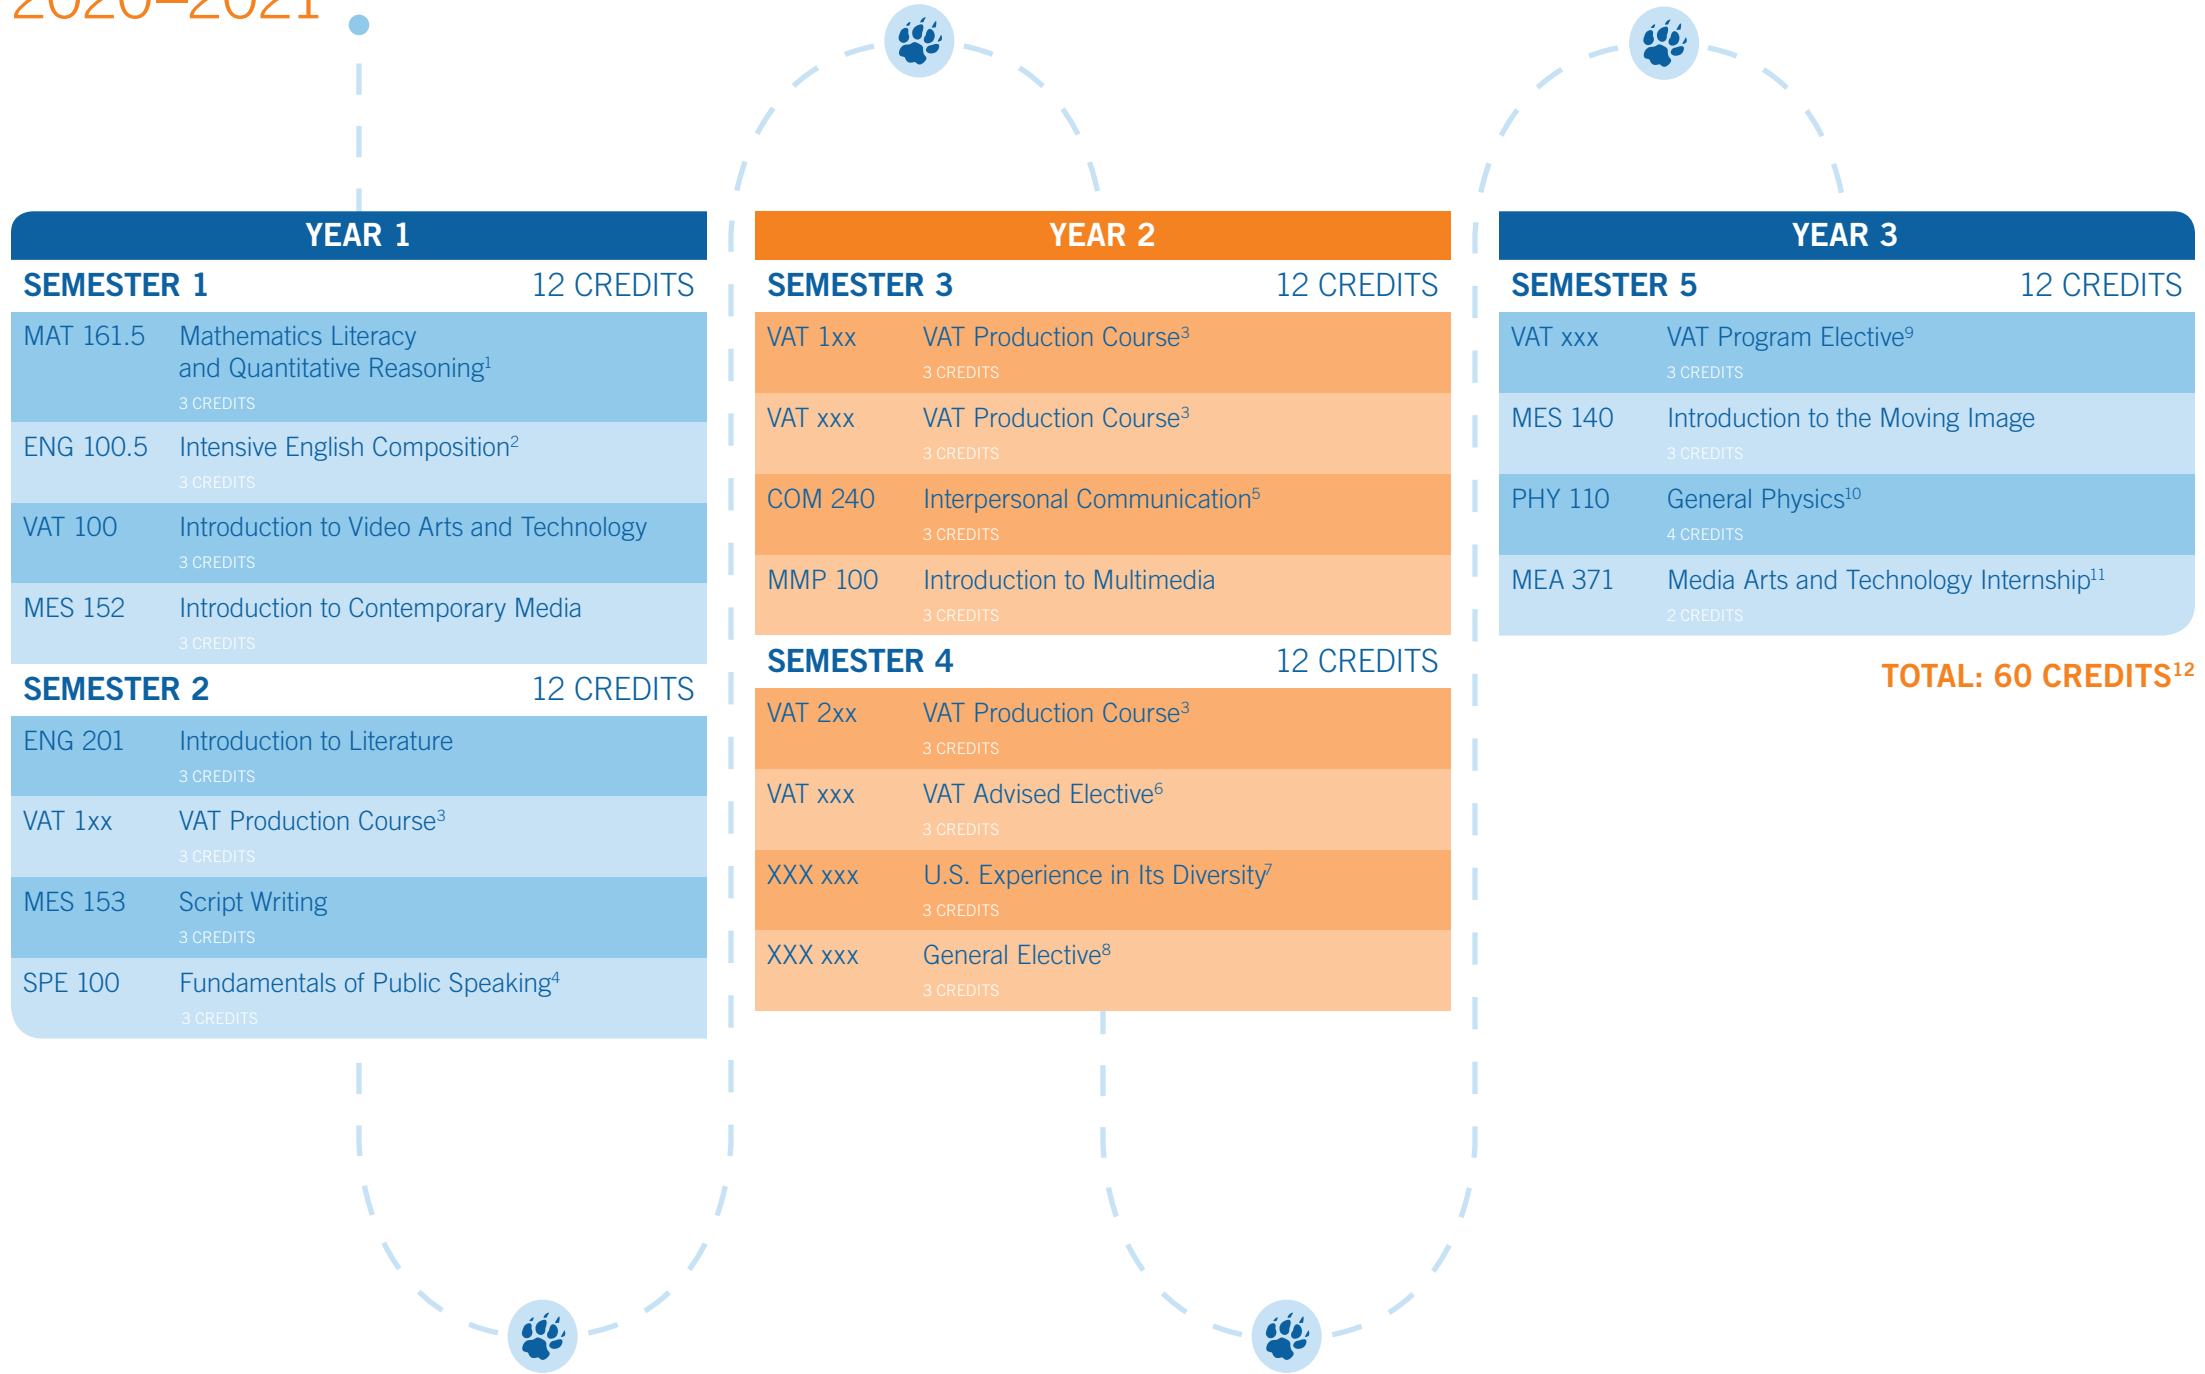 2020–2021
YEAR 1
SEMESTER 1 12 CREDITS
MAT 161.5 Mathematics Literacy
and Quantitative Reasoning¹
3 CREDITS
ENG 100.5 Intensive English Composition²
3 CREDITS
VAT 100 Introduction to Video Arts and Technology
3 CREDITS
MES 152 Introduction to Contemporary Media
3 CREDITS
SEMESTER 2 12 CREDITS
ENG 201 Introduction to Literature
3 CREDITS
VAT 1xx VAT Production Course³
3 CREDITS
MES 153 Script Writing
3 CREDITS
SPE 100 Fundamentals of Public Speaking⁴
3 CREDITS
YEAR 2
SEMESTER 3 12 CREDITS
VAT 1xx VAT Production Course³
3 CREDITS
VAT xxx VAT Production Course³
3 CREDITS
COM 240 Interpersonal Communication⁵
3 CREDITS
MMP 100 Introduction to Multimedia
3 CREDITS
SEMESTER 4 12 CREDITS
VAT 2xx VAT Production Course³
3 CREDITS
VAT xxx VAT Advised Elective⁶
3 CREDITS
XXX xxx U.S. Experience in Its Diversity⁷
3 CREDITS
XXX xxx General Elective⁸
3 CREDITS
YEAR 3
SEMESTER 5 12 CREDITS
VAT xxx VAT Program Elective⁹
3 CREDITS
MES 140 Introduction to the Moving Image
3 CREDITS
PHY 110 General Physics¹⁰
4 CREDITS
MEA 371 Media Arts and Technology Internship¹¹
2 CREDITS
TOTAL: 60 CREDITS¹²